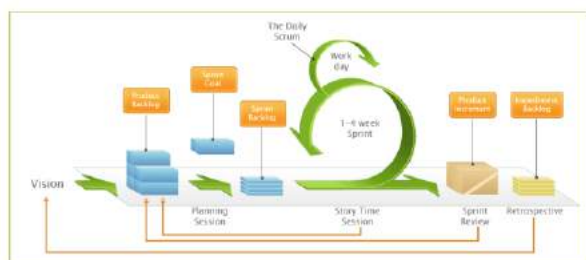 The Daily
Scrum
Work
day
Sprint
Goal
Product
Backlog
Sprint
Backlog
1-4 week
Sprint
Product
Increment
Impediment
Backlog
Vision
Planning
Session
Story Time
Session
Sprint
Review
Retrospective